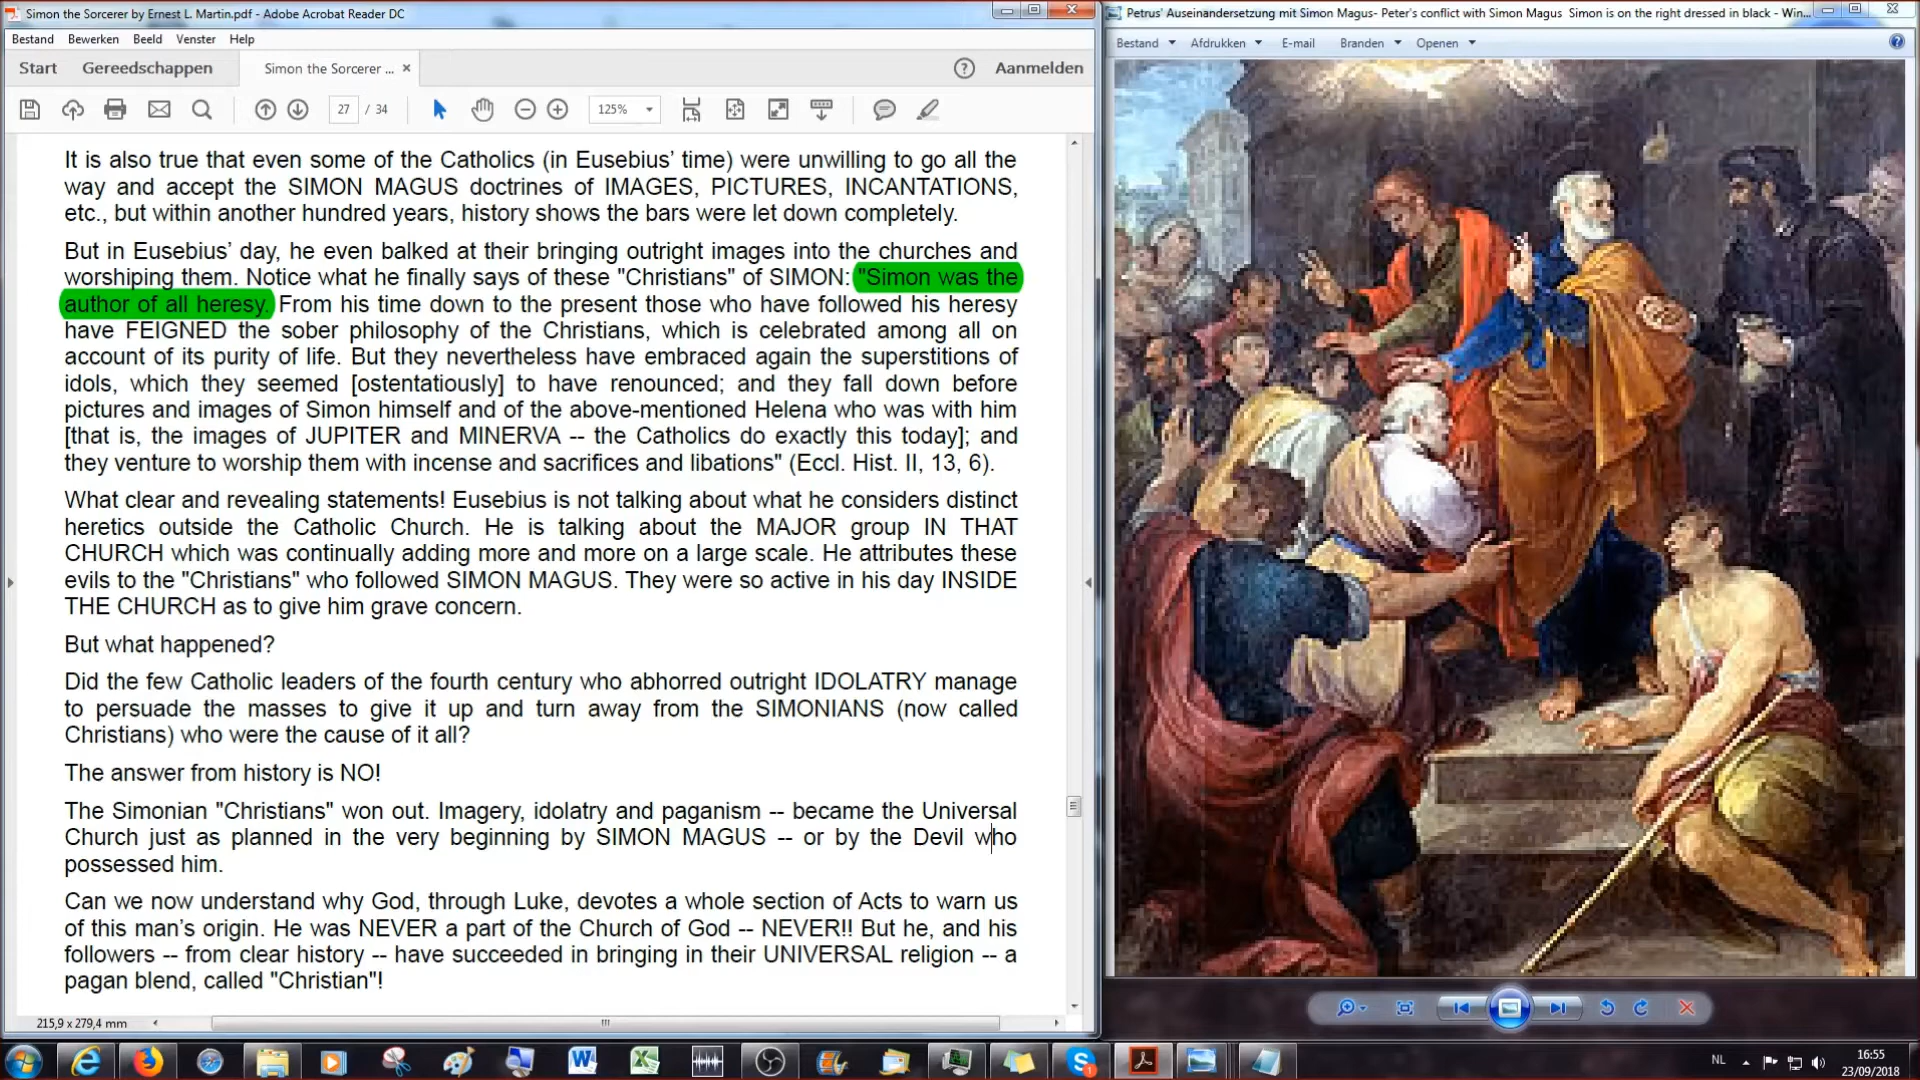 Simon the Sorcerer by Ernest L. Martin.pdf - Adobe Acrobat Reader DC
Bestand Bewerken Beeld Venster Help
Start Gereedschappen Simon the Sorcerer ... × Aanmelden
27 / 34 125%
It is also true that even some of the Catholics (in Eusebius’ time) were unwilling to go all the
way and accept the SIMON MAGUS doctrines of IMAGES, PICTURES, INCANTATIONS,
etc., but within another hundred years, history shows the bars were let down completely.
But in Eusebius’ day, he even balked at their bringing outright images into the churches and
worshiping them. Notice what he finally says of these "Christians" of SIMON: "Simon was the
author of all heresy. From his time down to the present those who have followed his heresy
have FEIGNED the sober philosophy of the Christians, which is celebrated among all on
account of its purity of life. But they nevertheless have embraced again the superstitions of
idols, which they seemed [ostentatiously] to have renounced; and they fall down before
pictures and images of Simon himself and of the above-mentioned Helena who was with him
[that is, the images of JUPITER and MINERVA -- the Catholics do exactly this today]; and
they venture to worship them with incense and sacrifices and libations" (Eccl. Hist. II, 13, 6).
What clear and revealing statements! Eusebius is not talking about what he considers distinct
heretics outside the Catholic Church. He is talking about the MAJOR group IN THAT
CHURCH which was continually adding more and more on a large scale. He attributes these
evils to the "Christians" who followed SIMON MAGUS. They were so active in his day INSIDE
THE CHURCH as to give him grave concern.
But what happened?
Did the few Catholic leaders of the fourth century who abhorred outright IDOLATRY manage
to persuade the masses to give it up and turn away from the SIMONIANS (now called
Christians) who were the cause of it all?
The answer from history is NO!
The Simonian "Christians" won out. Imagery, idolatry and paganism -- became the Universal
Church just as planned in the very beginning by SIMON MAGUS -- or by the Devil who
possessed him.
Can we now understand why God, through Luke, devotes a whole section of Acts to warn us
of this man’s origin. He was NEVER a part of the Church of God -- NEVER!! But he, and his
followers -- from clear history -- have succeeded in bringing in their UNIVERSAL religion -- a
pagan blend, called "Christian"!
215,9 x 279,4 mm
Petrus' Auseinandersetzung mit Simon Magus- Peter's conflict with Simon Magus Simon is on the right dressed in black - Win...
Bestand Afdrukken E-mail Branden Openen
NL 16:55
23/09/2018